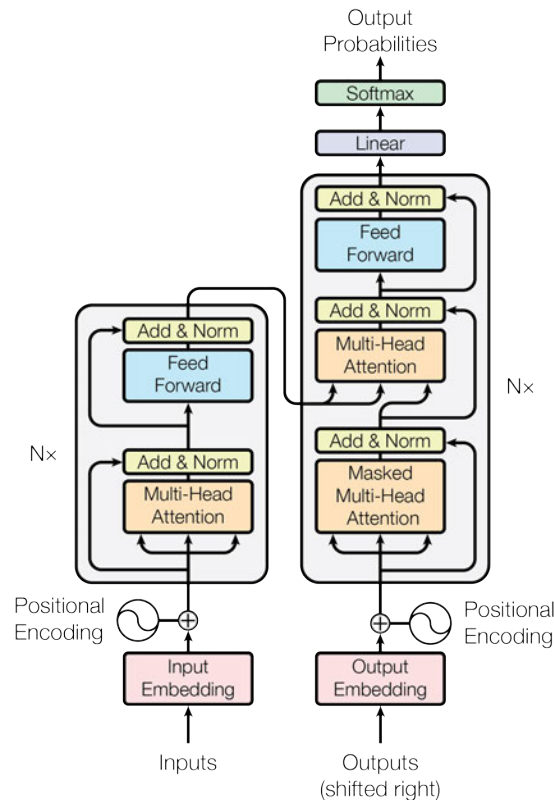 Output
Probabilities
Softmax
Linear
Add & Norm
Feed
Forward
Add & Norm
Multi-Head
Attention
Add & Norm
Masked
Multi-Head
Attention
N×
Add & Norm
Feed
Forward
Add & Norm
Multi-Head
Attention
N×
Positional
Encoding
Positional
Encoding
Input
Embedding
Output
Embedding
Inputs
Outputs
(shifted right)